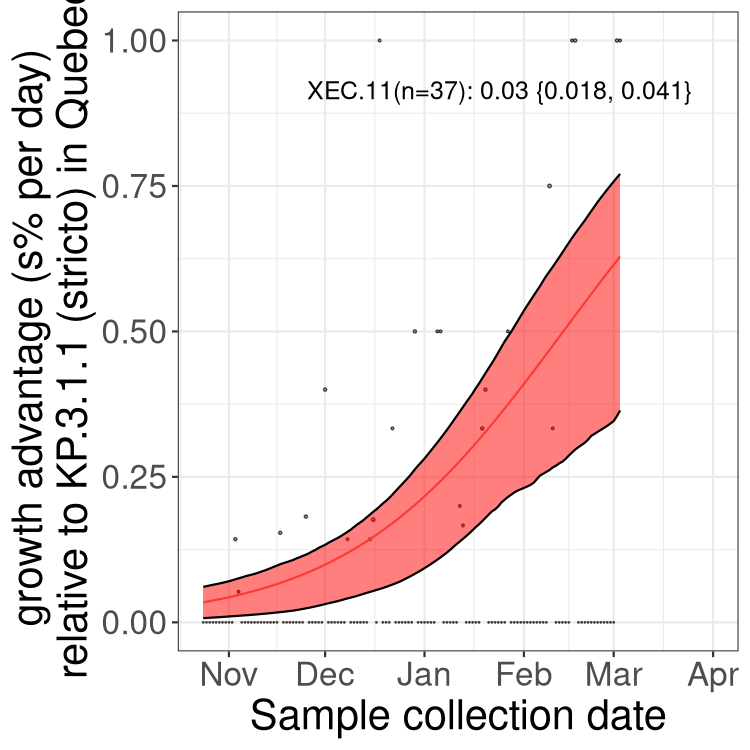 growth advantage (s% per day)
relative to KP.3.1.1 (stricto) in Quebec
1.00
0.75
0.50
0.25
0.00
XEC.11(n=37): 0.03 {0.018, 0.041}
Nov Dec Jan Feb Mar Apr
Sample collection date